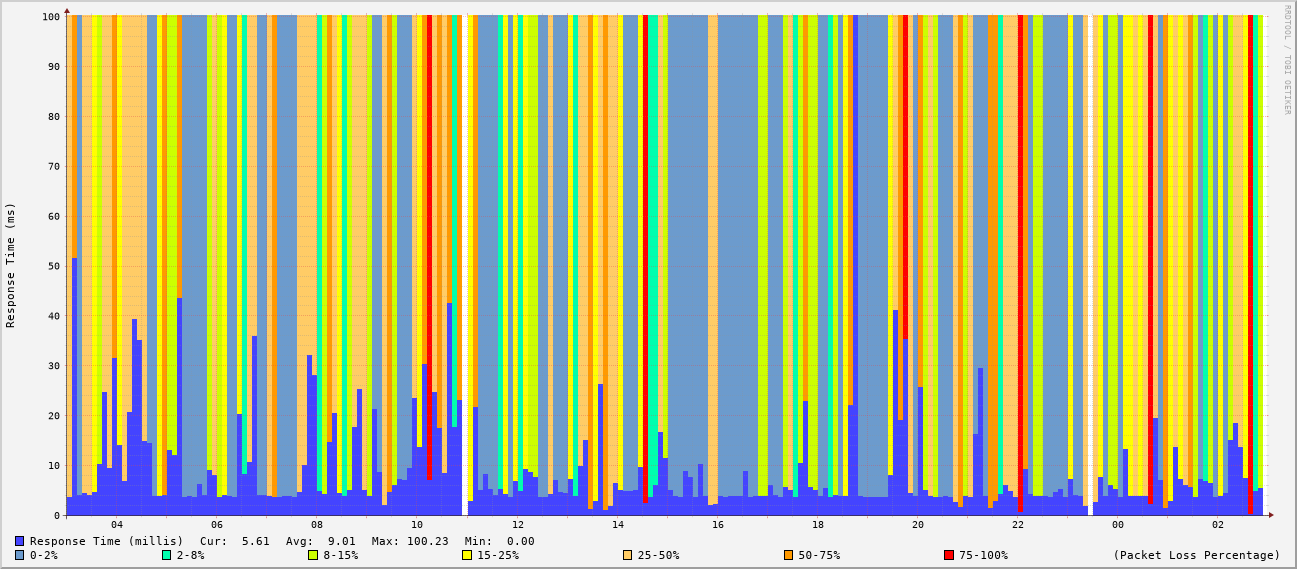 RRDTOOL / TOBI OETIKER
Response Time (ms)
100
90
80
70
60
50
40
30
20
10
0
04 06 08 10 12 14 16 18 20 22 00 02
Response Time (millis) Cur: 5.61 Avg: 9.01 Max: 100.23 Min: 0.00
0-2% 2-8% 8-15% 15-25% 25-50% 50-75% 75-100% (Packet Loss Percentage)